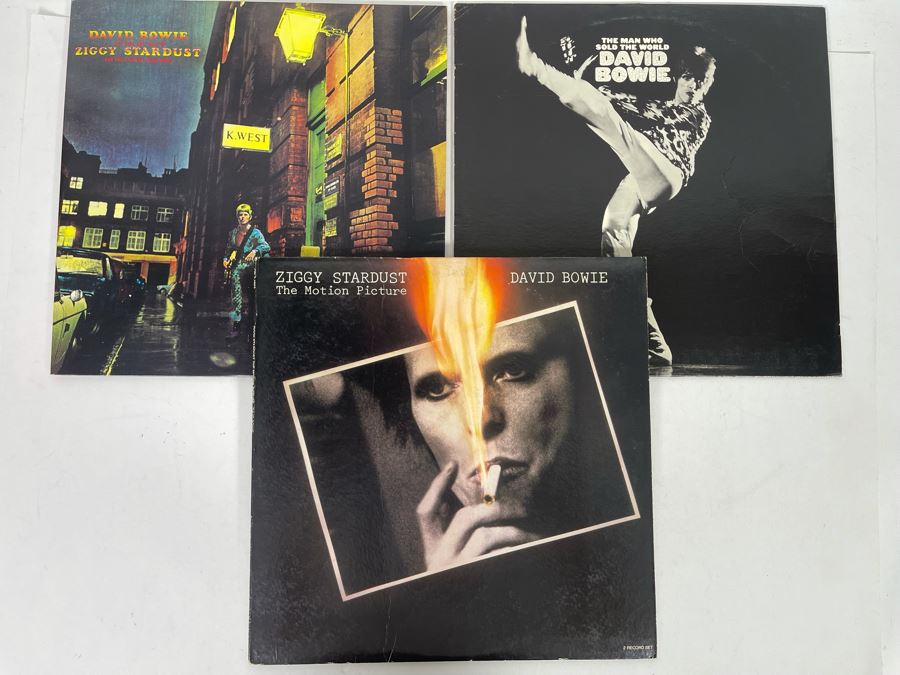 DAVID BOWIE
ZIGGY STARDUST
K.WEST
THE MAN WHO
SOLD THE WORLD
DAVID
BOWIE
ZIGGY STARDUST
The Motion Picture
DAVID BOWIE
2 RECORD SET